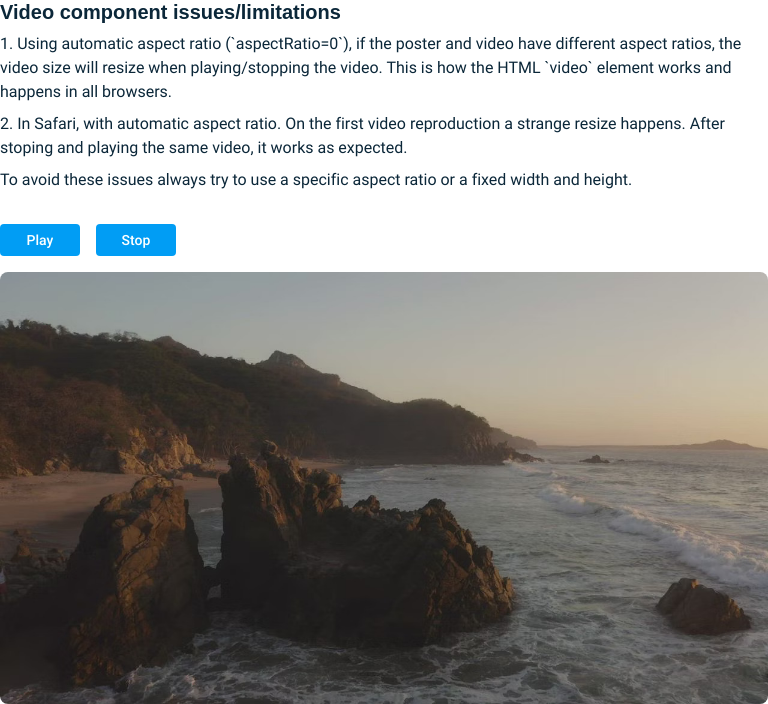 Video component issues/limitations
1. Using automatic aspect ratio (`aspectRatio=0`), if the poster and video have different aspect ratios, the
video size will resize when playing/stopping the video. This is how the HTML `video` element works and
happens in all browsers.
2. In Safari, with automatic aspect ratio. On the first video reproduction a strange resize happens. After
stoping and playing the same video, it works as expected.
To avoid these issues always try to use a specific aspect ratio or a fixed width and height.
Play
Stop